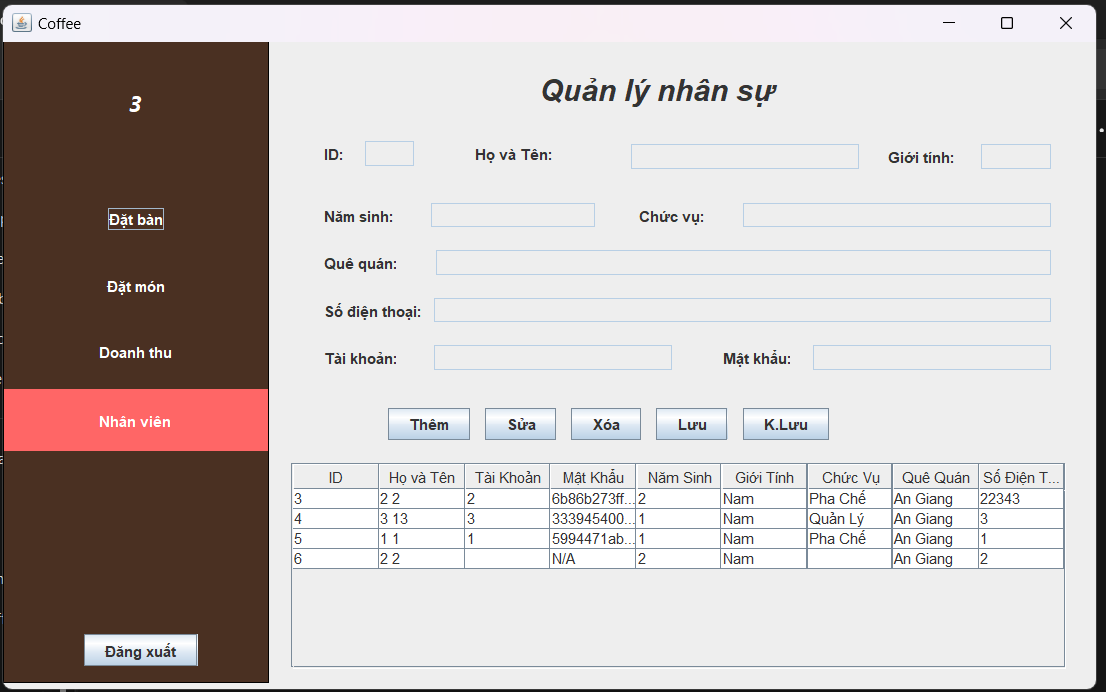 Coffee
3
Đặt bàn
Đặt món
Doanh thu
Nhân viên
Đăng xuất
Quản lý nhân sự
ID: Họ và Tên: Giới tính:
Năm sinh: Chức vụ:
Quê quán:
Số điện thoại:
Tài khoản: Mật khẩu:
Thêm Sửa Xóa Lưu K.Lưu
ID Họ và Tên Tài Khoản Mật Khẩu Năm Sinh Giới Tính Chức Vụ Quê Quán Số Điện T...
3 2 2 2 6b86b273ff... 2 Nam Pha Chế An Giang 22343
4 3 13 3 333945400... 1 Nam Quản Lý An Giang 3
5 1 1 1 5994471ab... 1 Nam Pha Chế An Giang 1
6 2 2 N/A 2 Nam An Giang 2